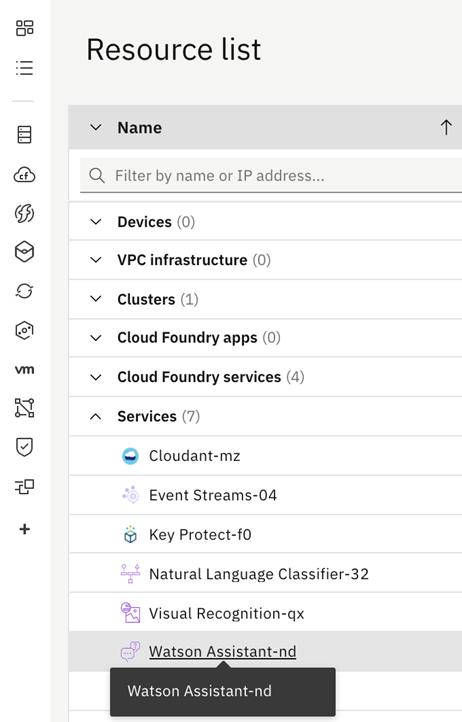 Resource list
Name
Filter by name or IP address...
Devices (0)
VPC infrastructure (0)
Clusters (1)
Cloud Foundry apps (0)
Cloud Foundry services (4)
Services (7)
Cloudant-mz
Event Streams-04
Key Protect-f0
Natural Language Classifier-32
Visual Recognition-qx
Watson Assistant-nd
Watson Assistant-nd
cf
vm